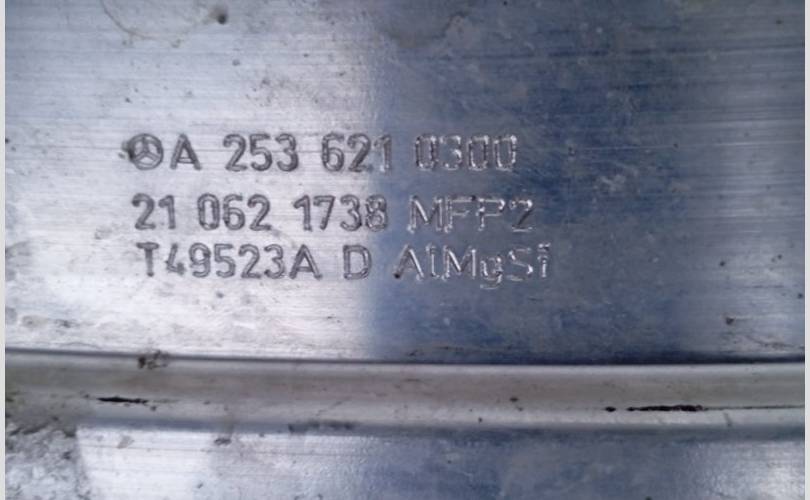 A 253 621 0300
21 062 1738 MFP2
T49523A D AlMgSi